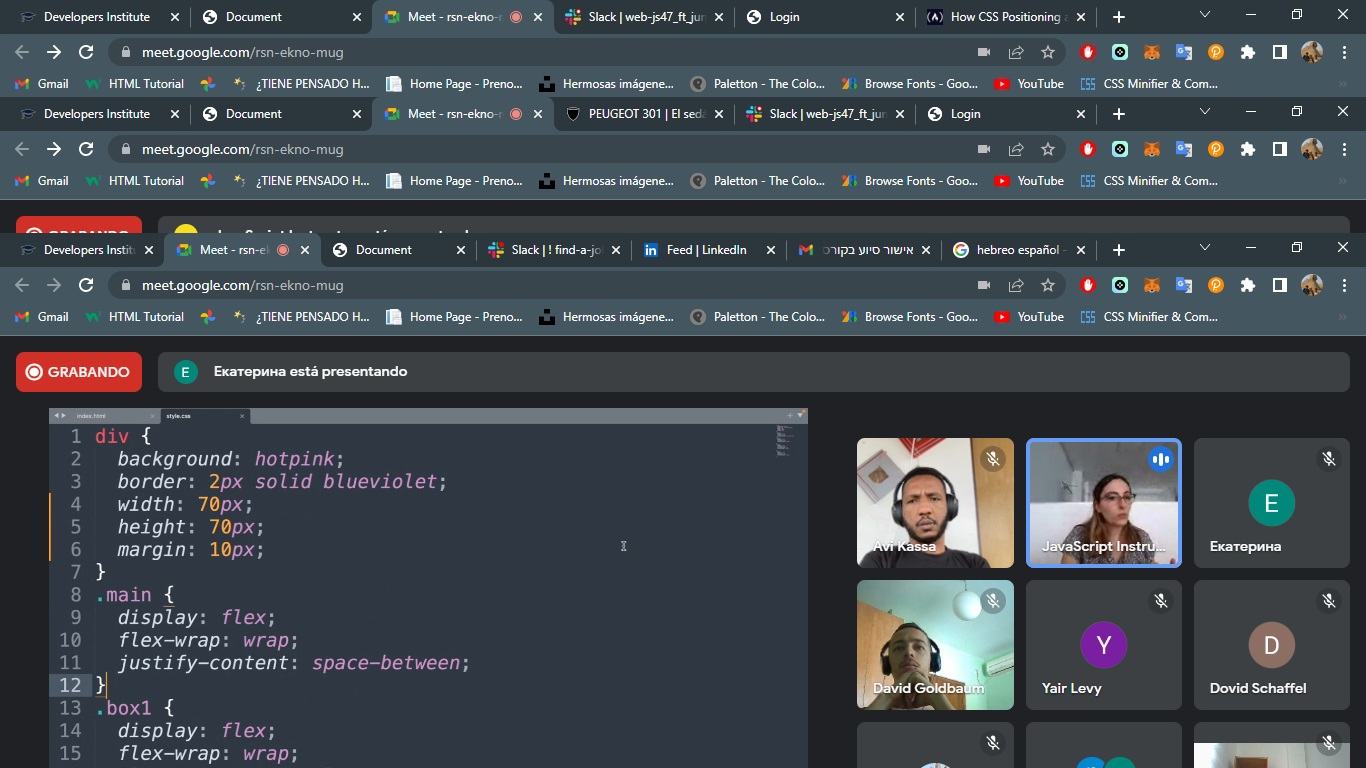 Developers Institute
Document
Meet - rsn-ekno-
Slack | web-js47_ft_jun
Login
How CSS Positioning
meet.google.com/rsn-ekno-mug
Gmail
HTML Tutorial
¿TIENE PENSADO H...
Home Page - Preno...
Hermosas imágene...
Paletton - The Colo...
Browse Fonts - Goo...
YouTube
CSS Minifier & Com...
Developers Institute
Document
Meet - rsn-ekno-
PEUGEOT 301 | El sedá
Slack | web-js47_ft_jun
Login
meet.google.com/rsn-ekno-mug
Gmail
HTML Tutorial
¿TIENE PENSADO H...
Home Page - Preno...
Hermosas imágene...
Paletton - The Colo...
Browse Fonts - Goo...
YouTube
CSS Minifier & Com...
Developers Institu
Meet - rsn-ek
Document
Slack | ! find-a-jo
Feed | LinkedIn
אישור סיוע בקורס
hebreo español -
meet.google.com/rsn-ekno-mug
Gmail
HTML Tutorial
¿TIENE PENSADO H...
Home Page - Preno...
Hermosas imágene...
Paletton - The Colo...
Browse Fonts - Goo...
YouTube
CSS Minifier & Com...
GRABANDO
E
Екатерина está presentando
index.html
style.css
1 div {
2 background: hotpink;
3 border: 2px solid blueviolet;
4 width: 70px;
5 height: 70px;
6 margin: 10px;
7 }
8 .main {
9 display: flex;
10 flex-wrap: wrap;
11 justify-content: space-between;
12 }
13 .box1 {
14 display: flex;
15 flex-wrap: wrap;
Avi Kassa
JavaScript Instru...
E
Екатерина
David Goldbaum
Y
Yair Levy
D
Dovid Schaffel